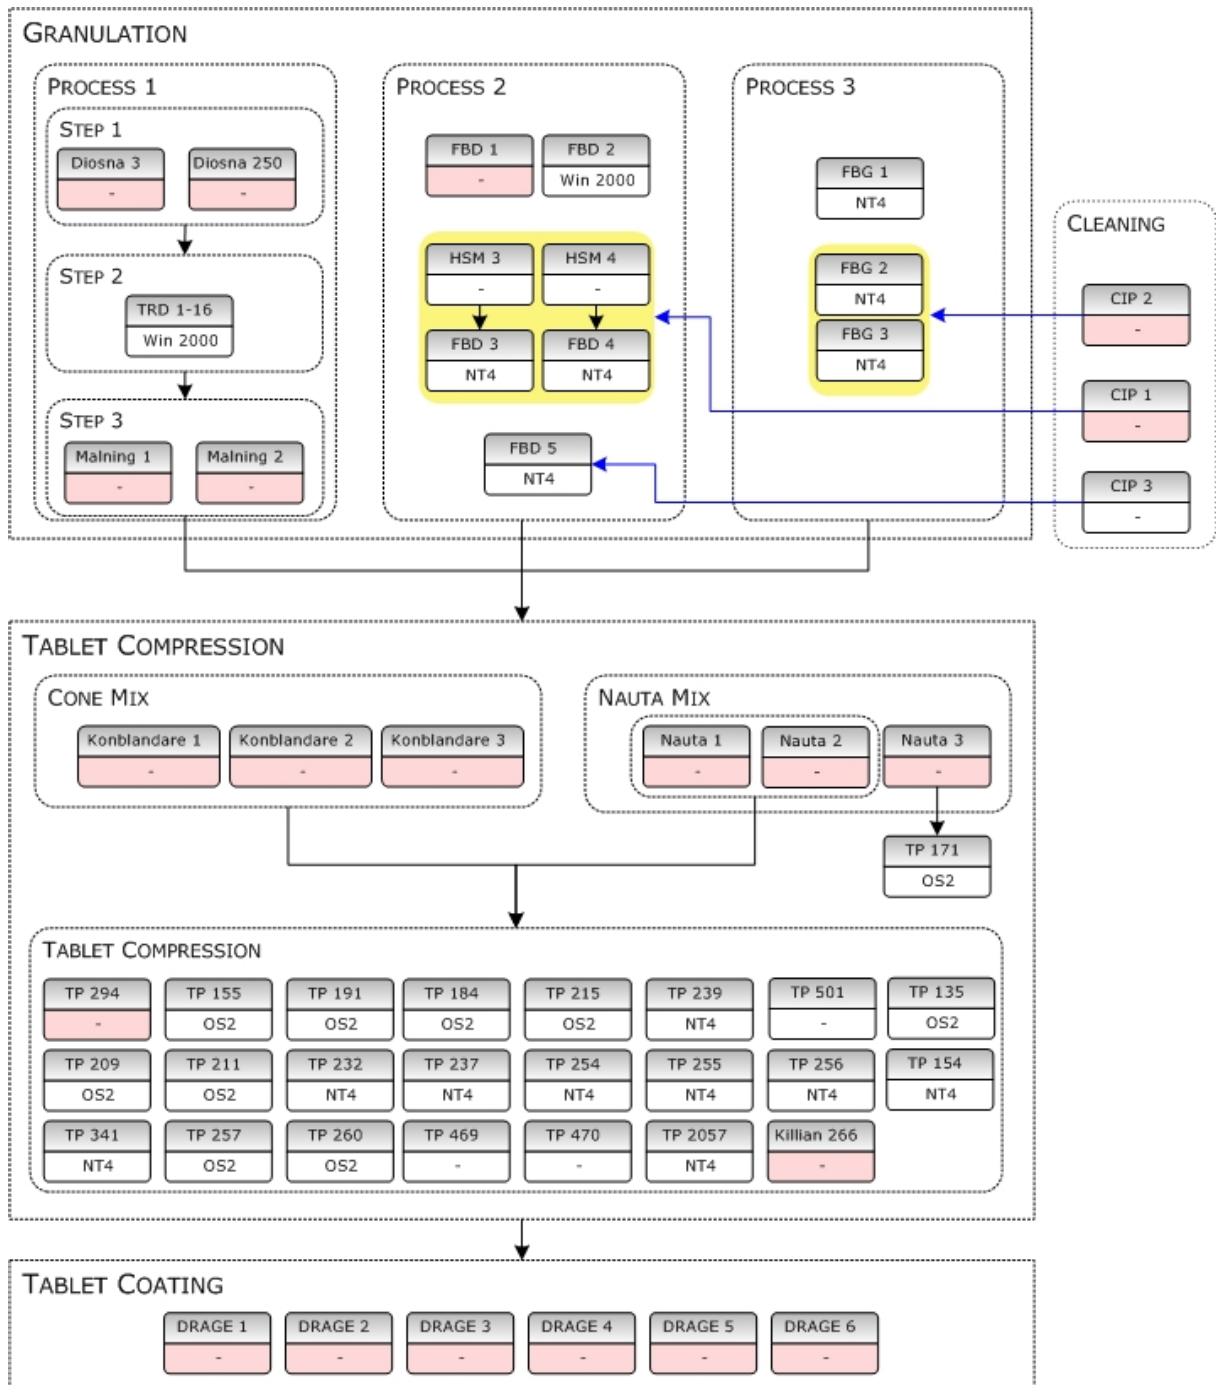 GRANULATION
PROCESS 1
STEP 1
Diosna 3
-
Diosna 250
-
STEP 2
TRD 1-16
Win 2000
STEP 3
Malning 1
-
Malning 2
-
PROCESS 2
FBD 1
-
FBD 2
Win 2000
HSM 3
-
HSM 4
-
FBD 3
NT4
FBD 4
NT4
FBD 5
NT4
PROCESS 3
FBG 1
NT4
FBG 2
NT4
FBG 3
NT4
CLEANING
CIP 2
-
CIP 1
-
CIP 3
-
TABLET COMPRESSION
CONE MIX
Konblandare 1
-
Konblandare 2
-
Konblandare 3
-
NAUTA MIX
Nauta 1
-
Nauta 2
-
Nauta 3
-
TP 171
OS2
TABLET COMPRESSION
TP 294
-
TP 155
OS2
TP 191
OS2
TP 184
OS2
TP 215
OS2
TP 239
NT4
TP 501
-
TP 135
OS2
TP 209
OS2
TP 211
OS2
TP 232
NT4
TP 237
NT4
TP 254
NT4
TP 255
NT4
TP 256
NT4
TP 154
NT4
TP 341
NT4
TP 257
OS2
TP 260
OS2
TP 469
-
TP 470
-
TP 2057
NT4
Killian 266
-
TABLET COATING
DRAGE 1
-
DRAGE 2
-
DRAGE 3
-
DRAGE 4
-
DRAGE 5
-
DRAGE 6
-